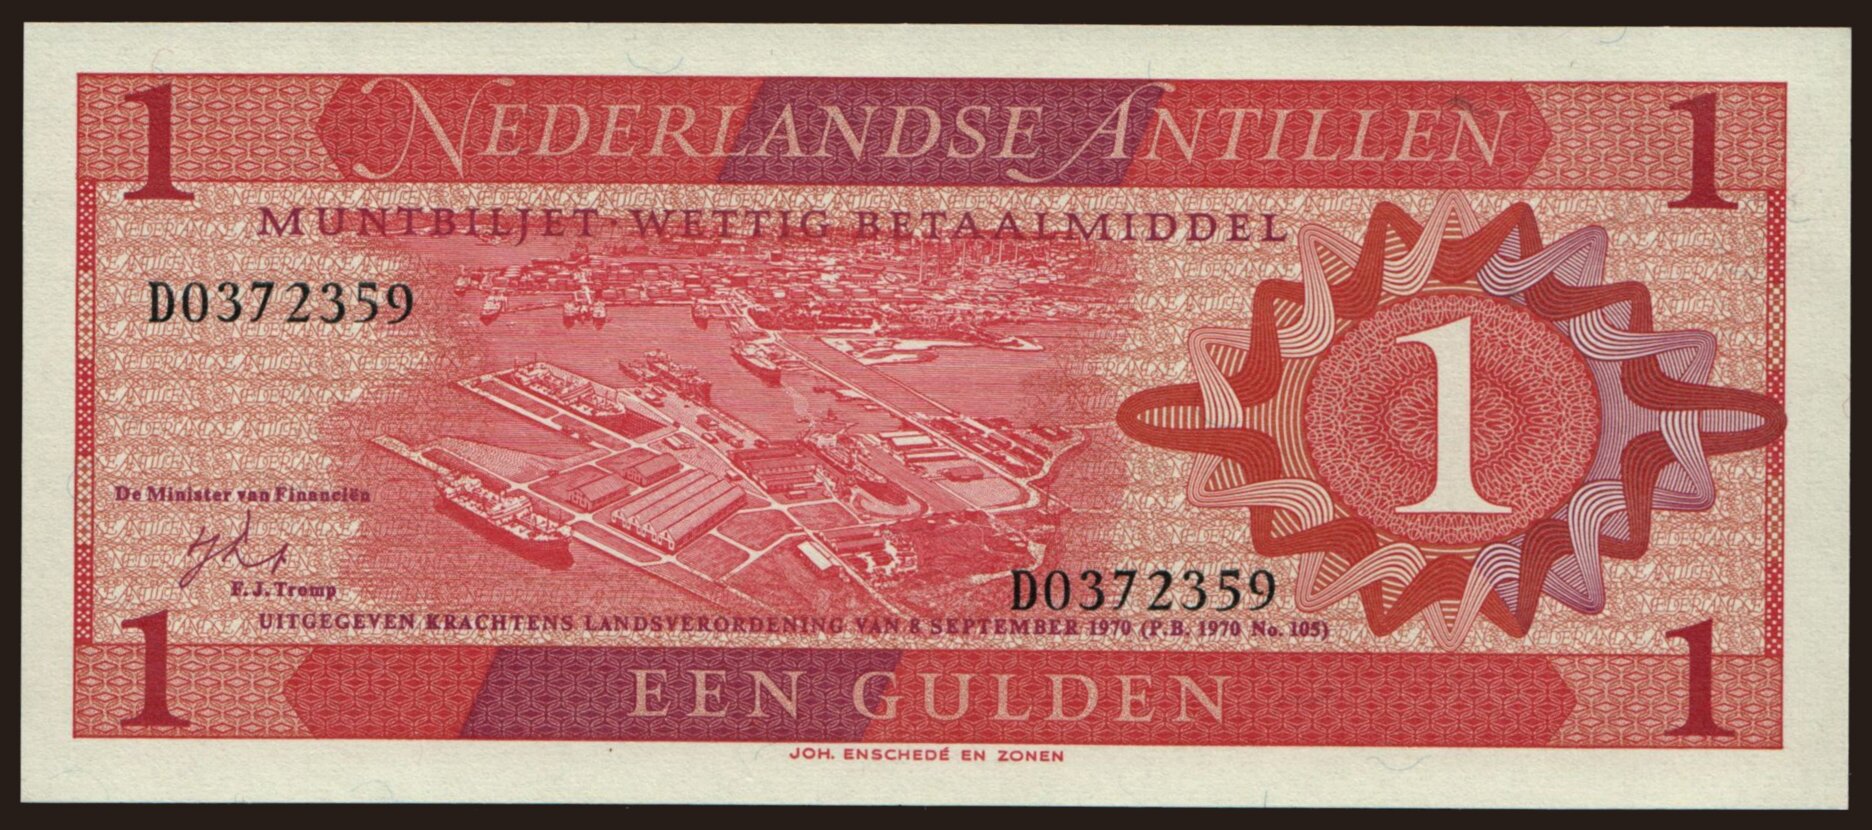 1 NEDERLANDSE ANTILLEN 1
MUNTBILJET·WETTIG BETAALMIDDEL
D0372359
1
De Minister van Financiën
F. J. Tromp
D0372359
UITGEGEVEN KRACHTENS LANDSVERORDENING VAN 8 SEPTEMBER 1970 (P.B. 1970 No. 105)
1 EEN GULDEN 1
JOH. ENSCHEDÉ EN ZONEN